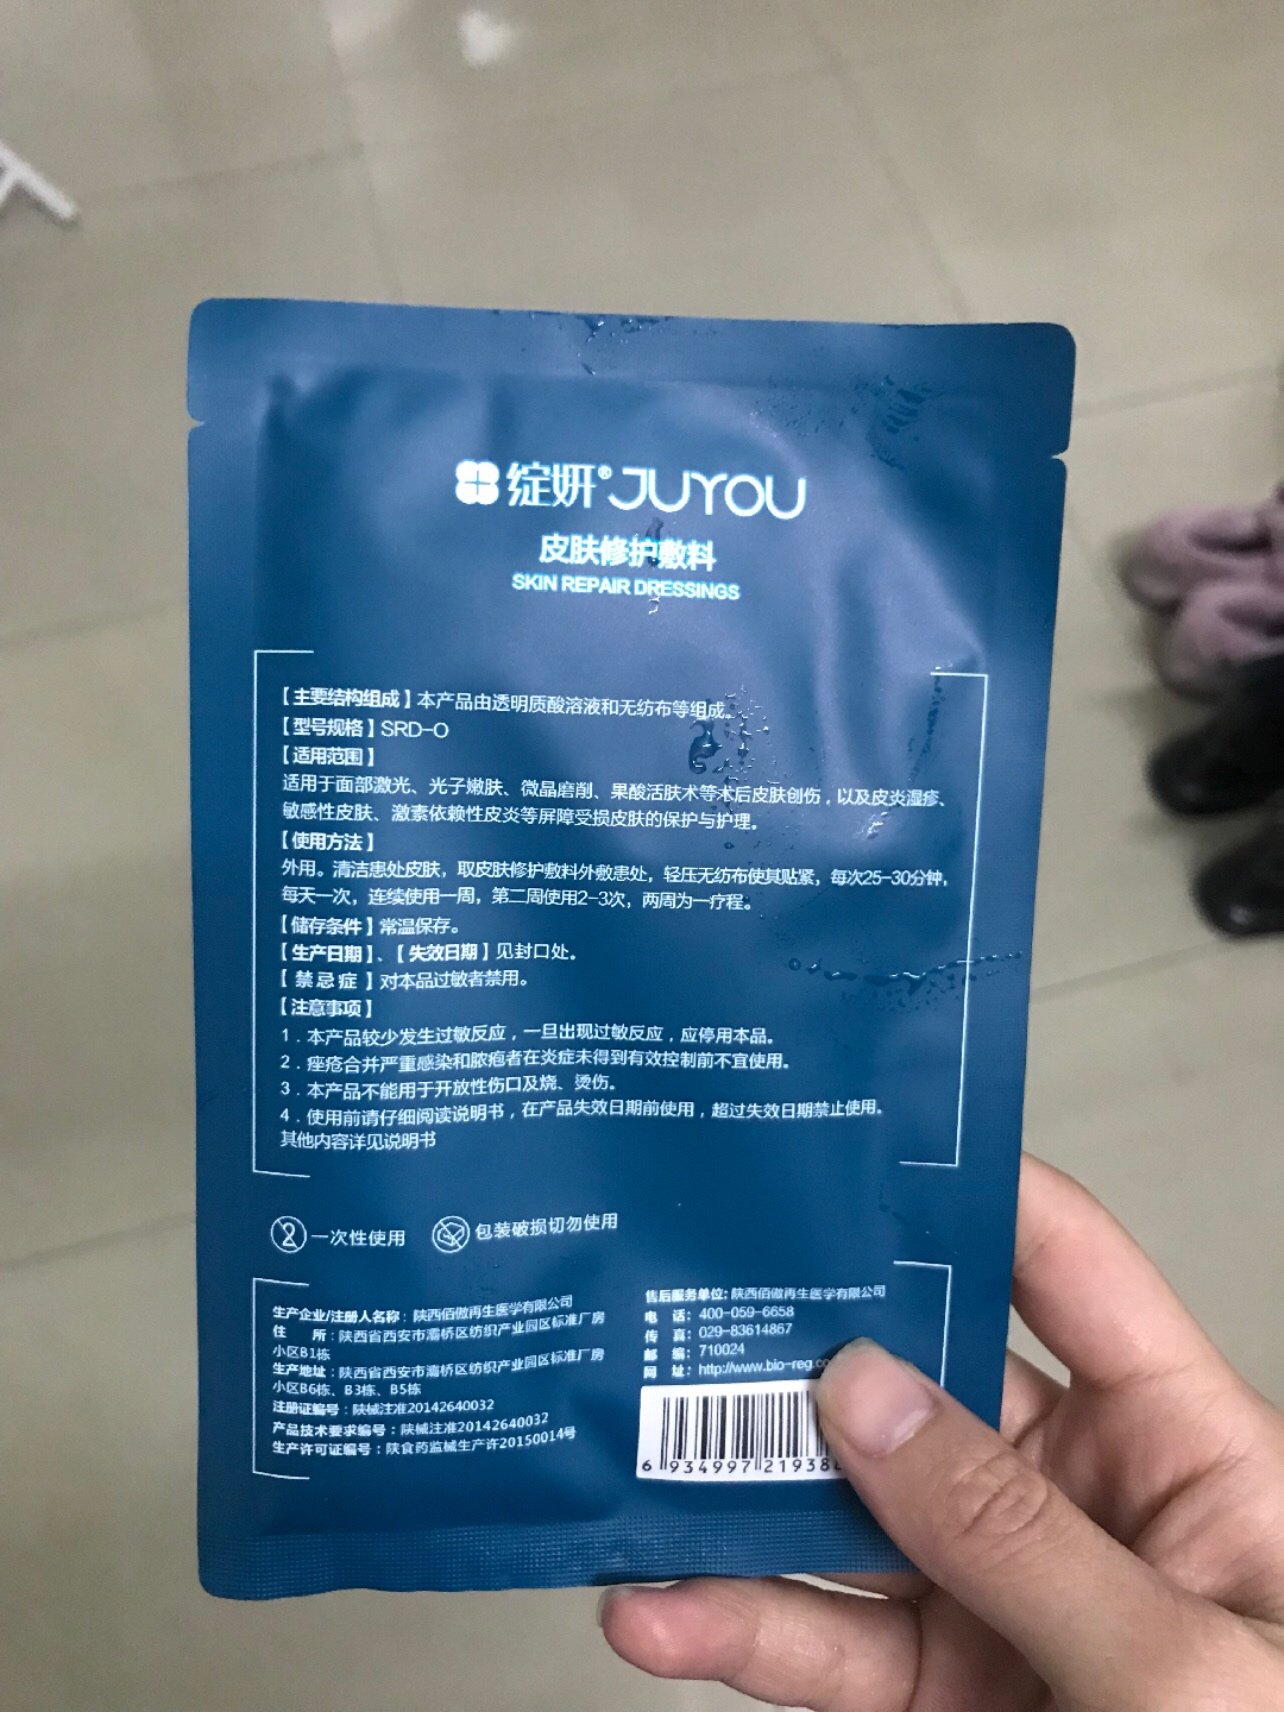 绽妍®JUYOU
皮肤修护敷料
SKIN REPAIR DRESSINGS
【主要结构组成】本产品由透明质酸溶液和无纺布等组成。
【型号规格】SRD-O
【适用范围】
适用于面部激光、光子嫩肤、微晶磨削、果酸活肤术等术后皮肤创伤，以及皮炎湿疹、
敏感性皮肤、激素依赖性皮炎等屏障受损皮肤的保护与护理。
【使用方法】
外用。清洁患处皮肤，取皮肤修护敷料外敷患处，轻压无纺布使其贴紧，每次25-30分钟，
每天一次，连续使用一周，第二周使用2-3次，两周为一疗程。
【储存条件】常温保存。
【生产日期】、【失效日期】见封口处。
【禁忌症】对本品过敏者禁用。
【注意事项】
1．本产品较少发生过敏反应，一旦出现过敏反应，应停用本品。
2．痤疮合并严重感染和脓疱者在炎症未得到有效控制前不宜使用。
3．本产品不能用于开放性伤口及烧、烫伤。
4．使用前请仔细阅读说明书，在产品失效日期前使用，超过失效日期禁止使用。
其他内容详见说明书
2 一次性使用 包装破损切勿使用
生产企业/注册人名称：陕西佰傲再生医学有限公司
住 所：陕西省西安市灞桥区纺织产业园区标准厂房
小区B1栋
生产地址：陕西省西安市灞桥区纺织产业园区标准厂房
小区B6栋、B3栋、B5栋
注册证编号：陕械注准20142640032
产品技术要求编号：陕械注准20142640032
生产许可证编号：陕食药监械生产许20150014号
售后服务单位：陕西佰傲再生医学有限公司
电 话：400-059-6658
传 真：029-83614867
邮 编：710024
网 址：http://www.bio-reg.co
6 934997 21938